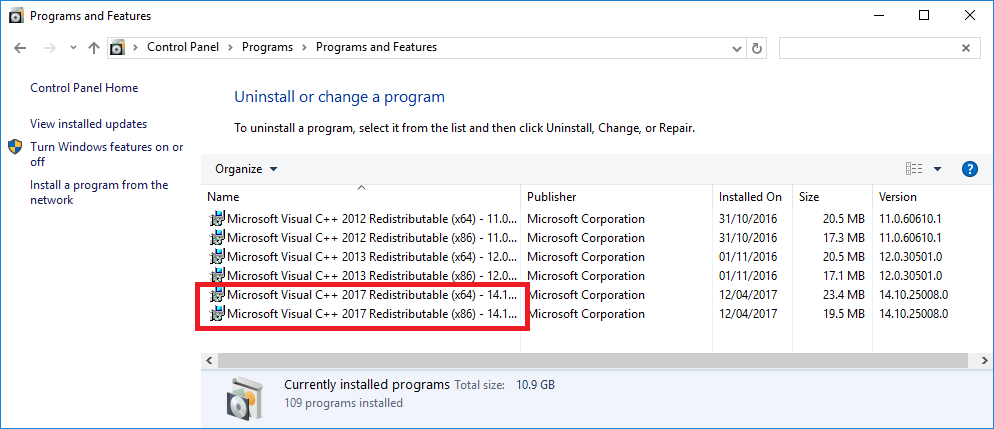 Programs and Features
Control Panel > Programs > Programs and Features
Control Panel Home
View installed updates
Turn Windows features on or
off
Install a program from the
network
Uninstall or change a program
To uninstall a program, select it from the list and then click Uninstall, Change, or Repair.
Organize
Name Publisher Installed On Size Version
Microsoft Visual C++ 2012 Redistributable (x64) - 11.0... Microsoft Corporation 31/10/2016 20.5 MB 11.0.60610.1
Microsoft Visual C++ 2012 Redistributable (x86) - 11.0... Microsoft Corporation 31/10/2016 17.3 MB 11.0.60610.1
Microsoft Visual C++ 2013 Redistributable (x64) - 12.0... Microsoft Corporation 01/11/2016 20.5 MB 12.0.30501.0
Microsoft Visual C++ 2013 Redistributable (x86) - 12.0... Microsoft Corporation 01/11/2016 17.1 MB 12.0.30501.0
Microsoft Visual C++ 2017 Redistributable (x64) - 14.1... Microsoft Corporation 12/04/2017 23.4 MB 14.10.25008.0
Microsoft Visual C++ 2017 Redistributable (x86) - 14.1... Microsoft Corporation 12/04/2017 19.5 MB 14.10.25008.0
Currently installed programs Total size: 10.9 GB
109 programs installed